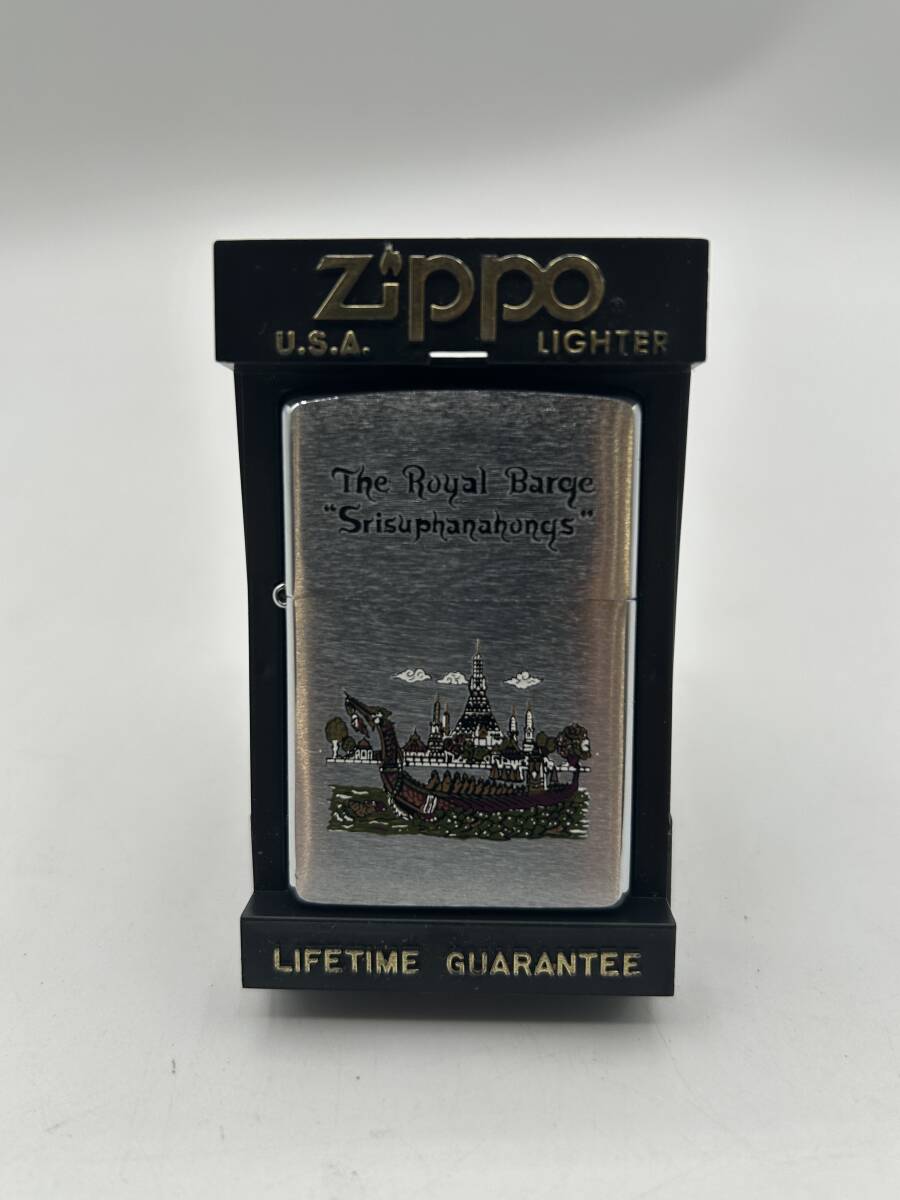 Zippo
U.S.A. LIGHTER
The Royal Barge
"Srisuphanahongs"
LIFETIME GUARANTEE